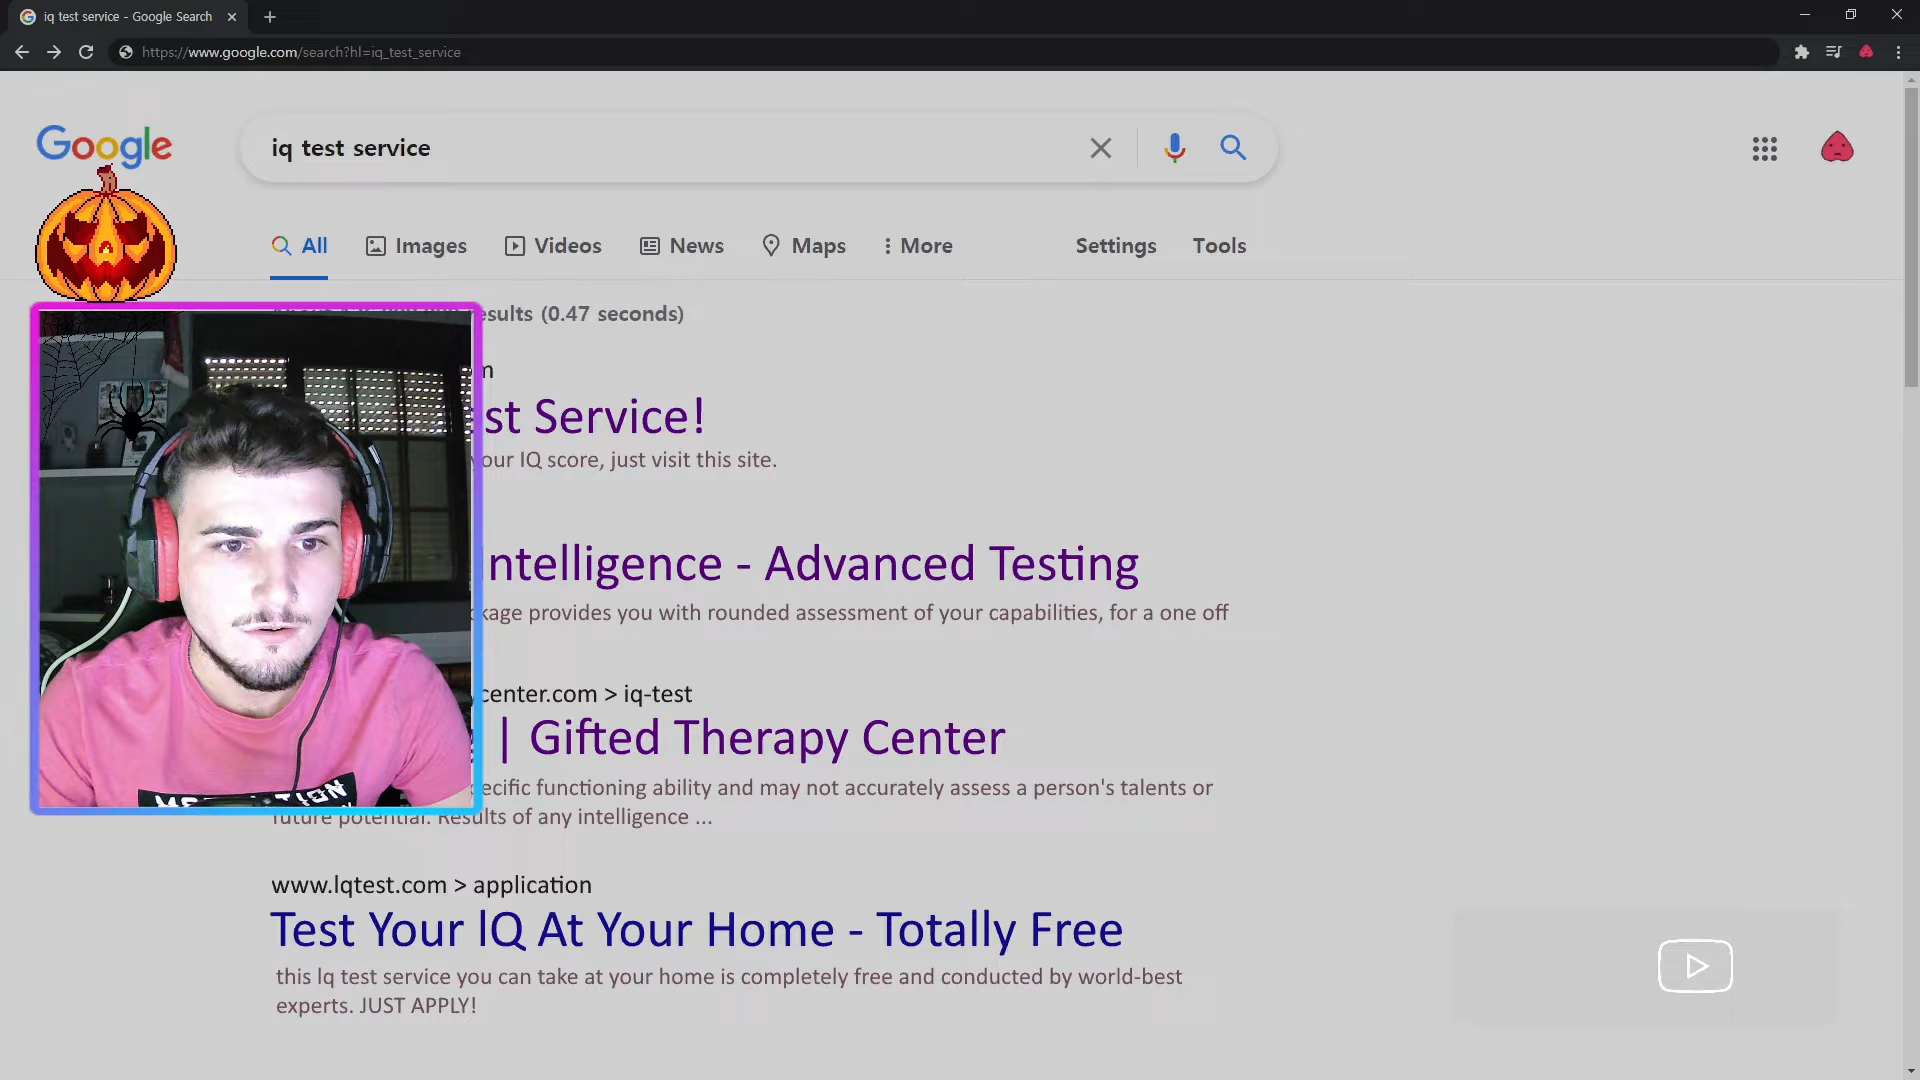 iq test service - Google Search
https://www.google.com/search?hl=iq_test_service
Google
iq test service
All Images Videos News Maps More Settings Tools
results (0.47 seconds)
st Service!
your IQ score, just visit this site.
Intelligence - Advanced Testing
kage provides you with rounded assessment of your capabilities, for a one off
center.com > iq-test
| Gifted Therapy Center
ecific functioning ability and may not accurately assess a person's talents or
future potential. Results of any intelligence ...
www.lqtest.com > application
Test Your lQ At Your Home - Totally Free
this lq test service you can take at your home is completely free and conducted by world-best
experts. JUST APPLY!